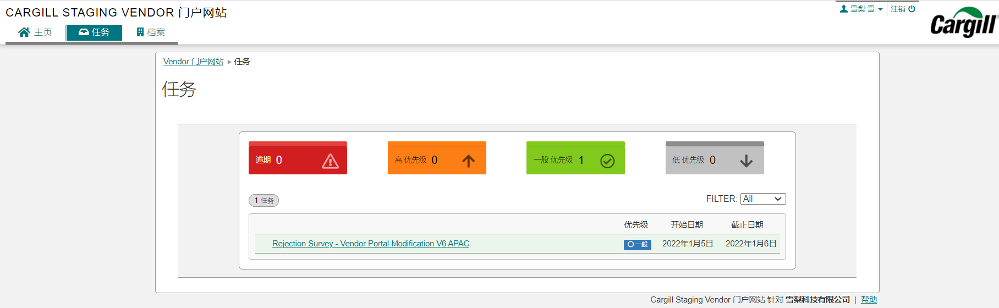 CARGILL STAGING VENDOR 门户网站
雪梨 雪 注销
Cargill
主页 任务 档案
Vendor 门户网站 ▸ 任务
任务
逾期 0 高 优先级 0 一般 优先级 1 低 优先级 0
1 任务 FILTER: All
优先级 开始日期 截止日期
Rejection Survey - Vendor Portal Modification V6 APAC 一般 2022年1月5日 2022年1月6日
Cargill Staging Vendor 门户网站 针对 雪梨科技有限公司 | 帮助